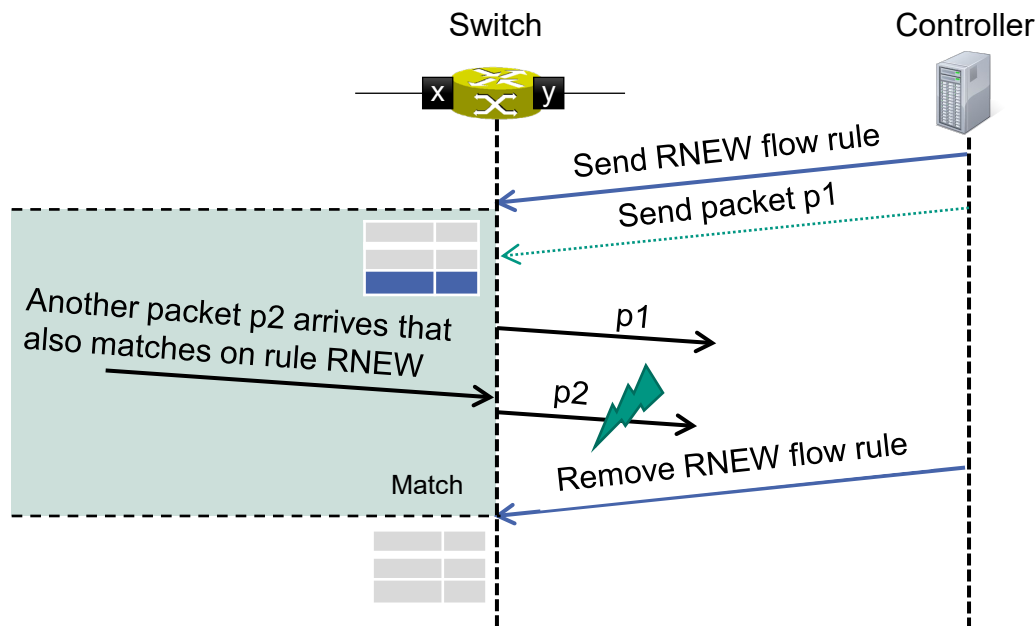 Switch
Controller
x
y
Send RNEW flow rule
Send packet p1
Another packet p2 arrives that
also matches on rule RNEW
p1
p2
Remove RNEW flow rule
Match